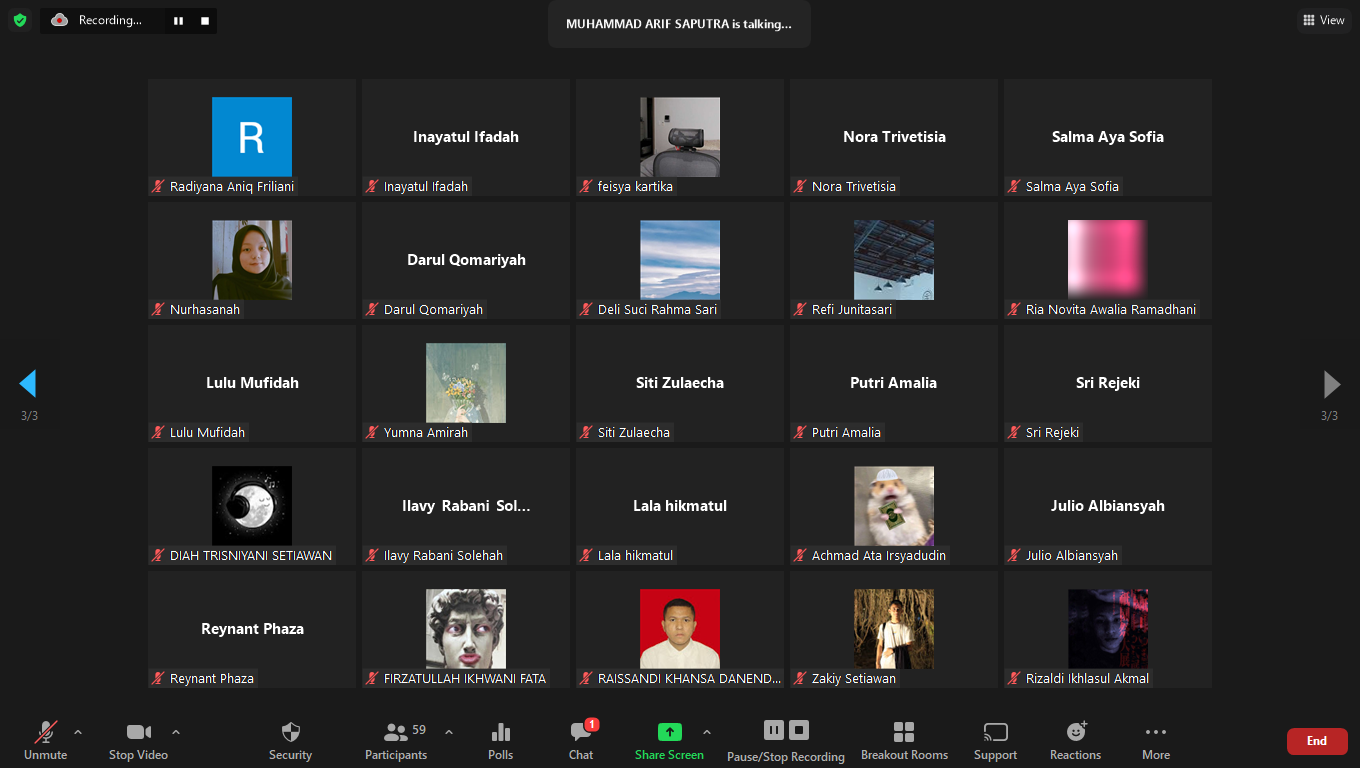 Recording...
MUHAMMAD ARIF SAPUTRA is talking...
View
R
Radiyana Aniq Friliani
Inayatul Ifadah
Inayatul Ifadah
feisya kartika
Nora Trivetisia
Nora Trivetisia
Salma Aya Sofia
Salma Aya Sofia
Nurhasanah
Darul Qomariyah
Darul Qomariyah
Deli Suci Rahma Sari
Refi Junitasari
Ria Novita Awalia Ramadhani
3/3
3/3
Lulu Mufidah
Lulu Mufidah
Yumna Amirah
Siti Zulaecha
Siti Zulaecha
Putri Amalia
Putri Amalia
Sri Rejeki
Sri Rejeki
DIAH TRISNIYANI SETIAWAN
Ilavy Rabani Sol...
Ilavy Rabani Solehah
Lala hikmatul
Lala hikmatul
Achmad Ata Irsyadudin
Julio Albiansyah
Julio Albiansyah
Reynant Phaza
Reynant Phaza
FIRZATULLAH IKHWANI FATA
RAISSANDI KHANSA DANEND...
Zakiy Setiawan
Rizaldi Ikhlasul Akmal
Unmute
Stop Video
Security
59
Participants
Polls
1
Chat
Share Screen
Pause/Stop Recording
Breakout Rooms
Support
Reactions
More
End